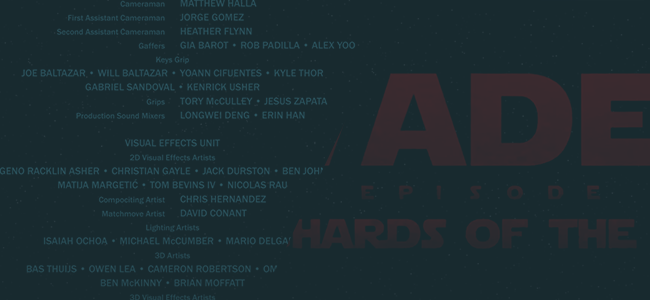 Cameraman MATTHEW HALLA
First Assistant Cameraman JORGE GOMEZ
Second Assistant Cameraman HEATHER FLYNN
Gaffers GIA BAROT • ROB PADILLA • ALEX YOO
Keys Grip
JOE BALTAZAR • WILL BALTAZAR • YOANN CIFUENTES • KYLE THOR
GABRIEL SANDOVAL • KENRICK USHER
Grips TORY McCULLEY • JESUS ZAPATA
Production Sound Mixers LONGWEI DENG • ERIN HAN
VISUAL EFFECTS UNIT
2D Visual Effects Artists
GENO RACKLIN ASHER • CHRISTIAN GAYLE • JACK DURSTON • BEN JOH
MATIJA MARGETIĆ • TOM BEVINS IV • NICOLAS RAU
Compositing Artist CHRIS HERNANDEZ
Matchmove Artist DAVID CONANT
Lighting Artists
ISAIAH OCHOA • MICHAEL McCUMBER • MARIO DELGA
3D Artists
BAS THIJIS • OWEN LEA • CAMERON ROBERTSON •
BEN McKINNY • BRIAN MOFFATT
3D Visual Effects Artists
ADE
EPISODE
HARDS OF THE